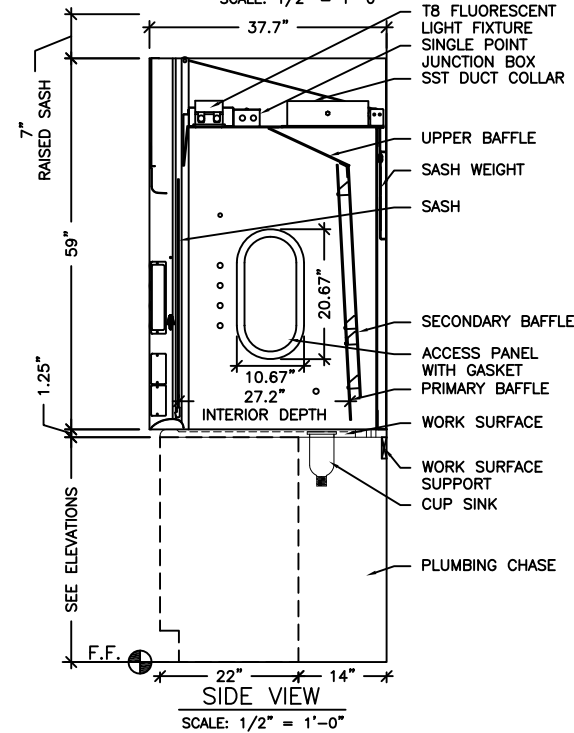 SCALE: 1/2" = 1'-0"
37.7"
T8 FLUORESCENT
LIGHT FIXTURE
SINGLE POINT
JUNCTION BOX
SST DUCT COLLAR
7"
RAISED SASH
UPPER BAFFLE
SASH WEIGHT
SASH
59"
20.67"
SECONDARY BAFFLE
ACCESS PANEL
WITH GASKET
10.67"
PRIMARY BAFFLE
27.2"
INTERIOR DEPTH
1.25"
WORK SURFACE
WORK SURFACE
SUPPORT
CUP SINK
SEE ELEVATIONS
PLUMBING CHASE
F.F.
22"
14"
SIDE VIEW
SCALE: 1/2" = 1'-0"